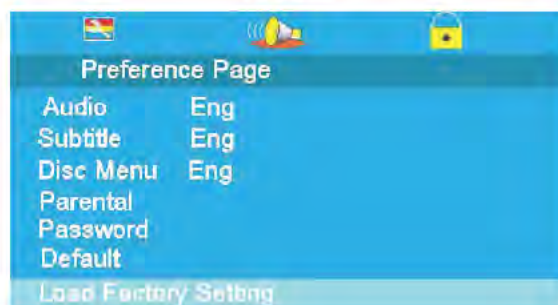 Preference Page
Audio Eng
Subtitle Eng
Disc Menu Eng
Parental
Password
Default
Load Factory Setting